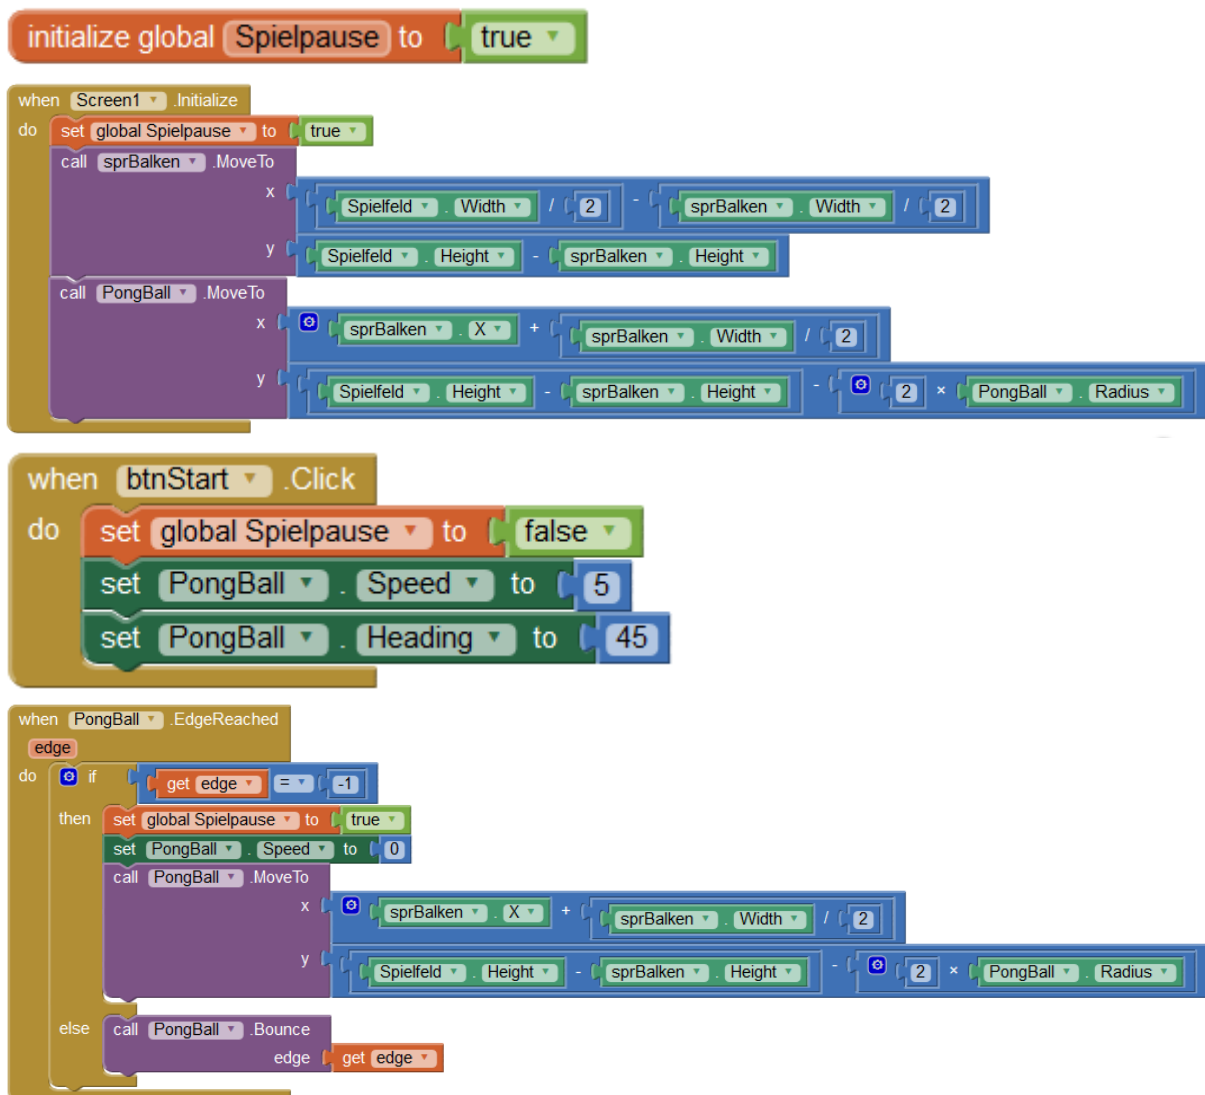 initialize global Spielpause to true
when Screen1 .Initialize
do set global Spielpause to true
call sprBalken .MoveTo
x Spielfeld . Width / 2 - sprBalken . Width / 2
y Spielfeld . Height - sprBalken . Height
call PongBall .MoveTo
x sprBalken . X + sprBalken . Width / 2
y Spielfeld . Height - sprBalken . Height - 2 × PongBall . Radius
when btnStart .Click
do set global Spielpause to false
set PongBall . Speed to 5
set PongBall . Heading to 45
when PongBall .EdgeReached
edge
do if get edge = -1
then set global Spielpause to true
set PongBall . Speed to 0
call PongBall .MoveTo
x sprBalken . X + sprBalken . Width / 2
y Spielfeld . Height - sprBalken . Height - 2 × PongBall . Radius
else call PongBall .Bounce
edge get edge